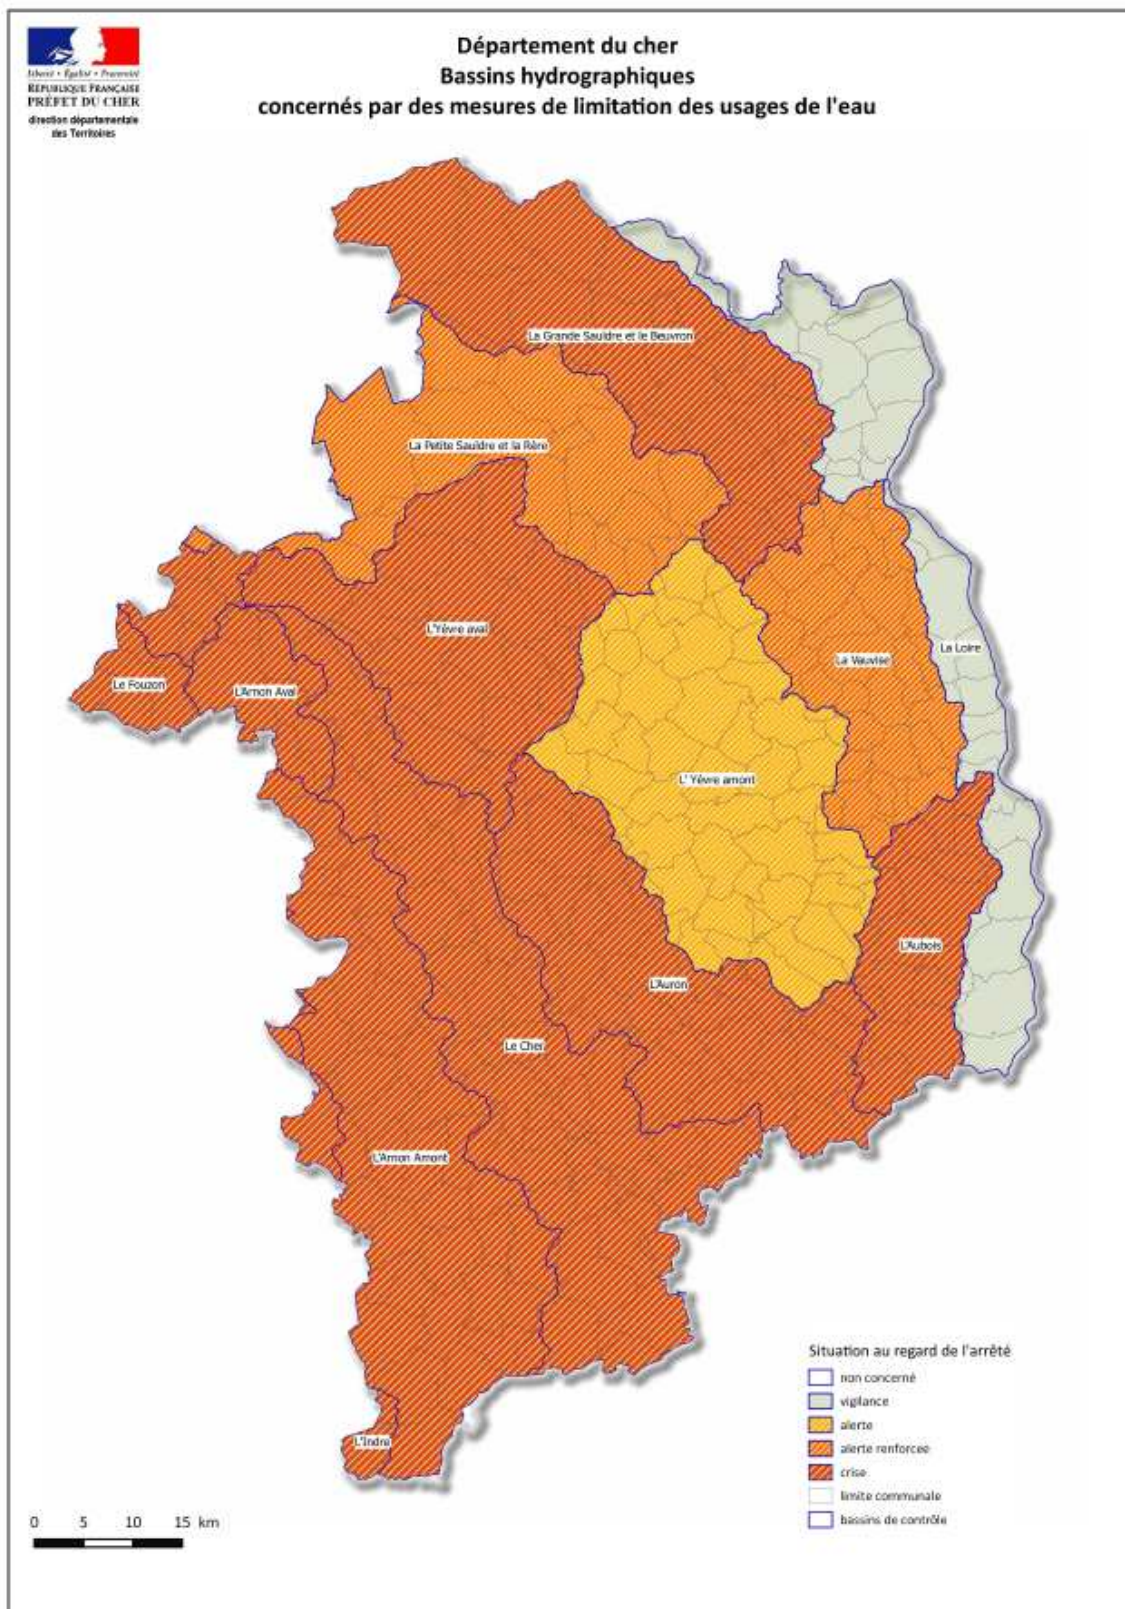 Département du cher
Bassins hydrographiques
concernés par des mesures de limitation des usages de l'eau
Liberté • Égalité • Fraternité
RÉPUBLIQUE FRANÇAISE
PRÉFET DU CHER
direction départementale
des Territoires
La Grande Sauldre et le Beuvron
La Petite Sauldre et la Rère
L'Yèvre aval
La Vauvise
La Loire
Le Fouzon
L'Arnon Aval
L' Yèvre amont
L'Aubois
L'Auron
Le Cher
L'Arnon Amont
L'Indre
Situation au regard de l'arrêté
non concerné
vigilance
alerte
alerte renforcee
crise
limite communale
bassins de contrôle
0 5 10 15 km